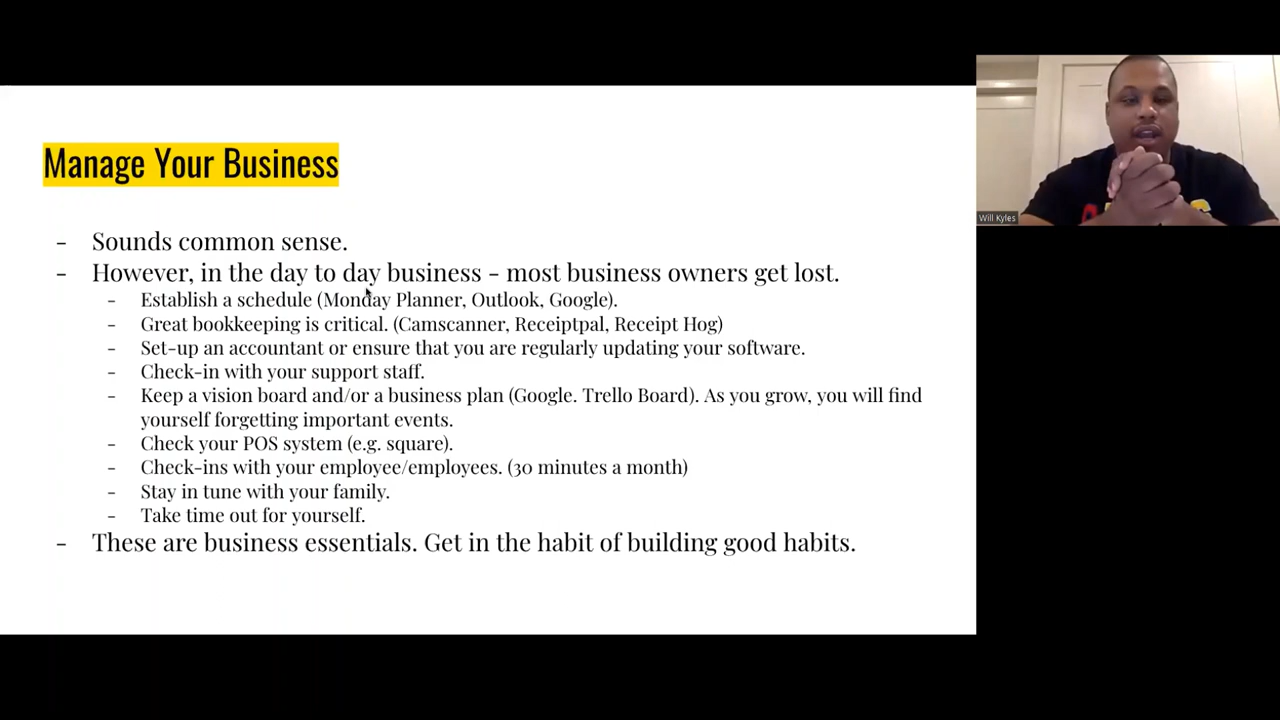 Manage Your Business
- Sounds common sense.
- However, in the day to day business - most business owners get lost.
- Establish a schedule (Monday Planner, Outlook, Google).
- Great bookkeeping is critical. (Camscanner, Receiptpal, Receipt Hog)
- Set-up an accountant or ensure that you are regularly updating your software.
- Check-in with your support staff.
- Keep a vision board and/or a business plan (Google. Trello Board). As you grow, you will find
yourself forgetting important events.
- Check your POS system (e.g. square).
- Check-ins with your employee/employees. (30 minutes a month)
- Stay in tune with your family.
- Take time out for yourself.
- These are business essentials. Get in the habit of building good habits.
Will Kyles